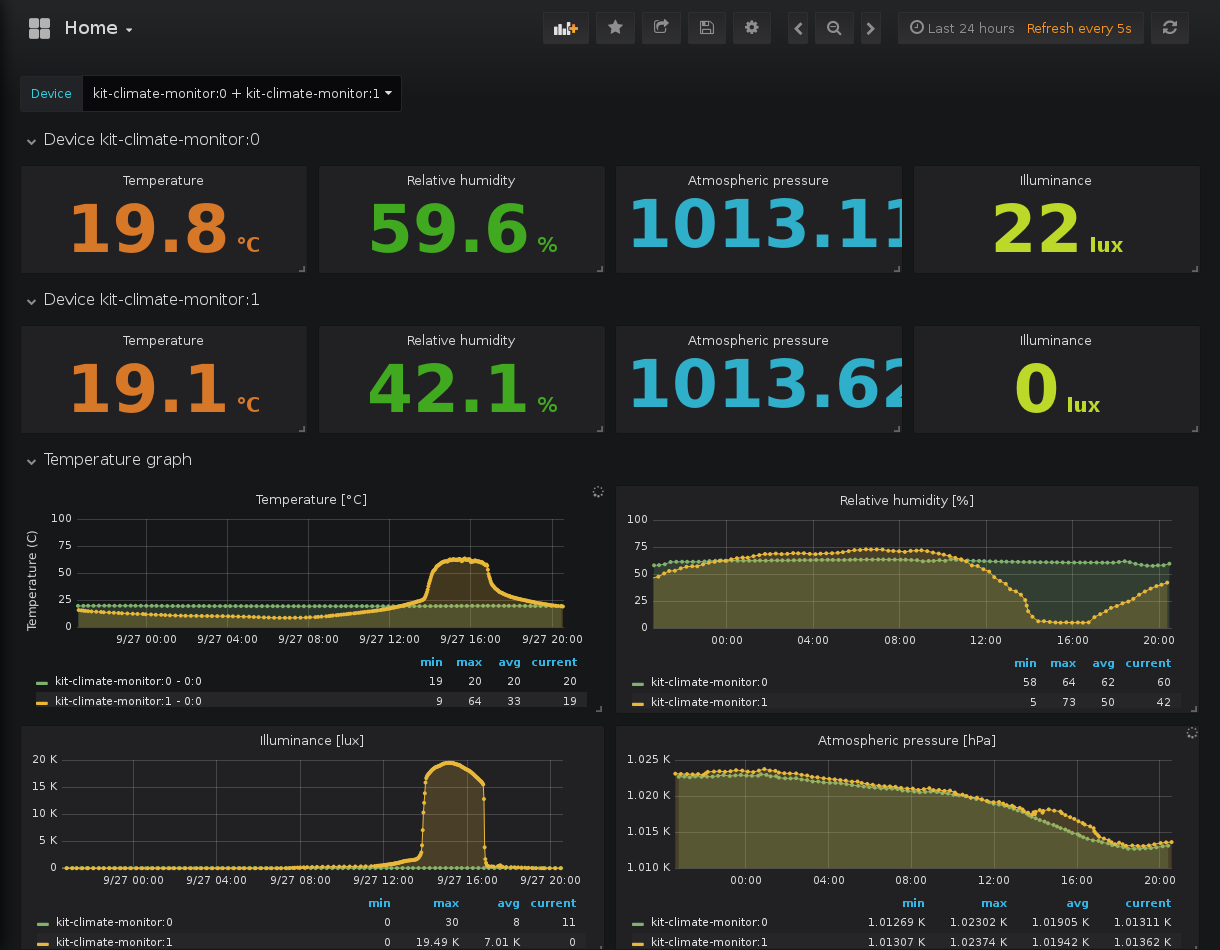 Home
Last 24 hours Refresh every 5s
Device kit-climate-monitor:0 + kit-climate-monitor:1
Device kit-climate-monitor:0
Temperature Relative humidity Atmospheric pressure Illuminance
19.8 °C 59.6 % 1013.11 22 lux
Device kit-climate-monitor:1
Temperature Relative humidity Atmospheric pressure Illuminance
19.1 °C 42.1 % 1013.62 0 lux
Temperature graph
Temperature [°C]
Temperature (C)
100
75
50
25
0
9/27 00:00 9/27 04:00 9/27 08:00 9/27 12:00 9/27 16:00 9/27 20:00
min max avg current
kit-climate-monitor:0 - 0:0 19 20 20 20
kit-climate-monitor:1 - 0:0 9 64 33 19
Relative humidity [%]
100
75
50
25
0
00:00 04:00 08:00 12:00 16:00 20:00
min max avg current
kit-climate-monitor:0 58 64 62 60
kit-climate-monitor:1 5 73 50 42
Illuminance [lux]
20 K
15 K
10 K
5 K
0
9/27 00:00 9/27 04:00 9/27 08:00 9/27 12:00 9/27 16:00 9/27 20:00
min max avg current
kit-climate-monitor:0 0 30 8 11
kit-climate-monitor:1 0 19.49 K 7.01 K 0
Atmospheric pressure [hPa]
1.025 K
1.020 K
1.015 K
1.010 K
00:00 04:00 08:00 12:00 16:00 20:00
min max avg current
kit-climate-monitor:0 1.01269 K 1.02302 K 1.01905 K 1.01311 K
kit-climate-monitor:1 1.01307 K 1.02374 K 1.01942 K 1.01362 K